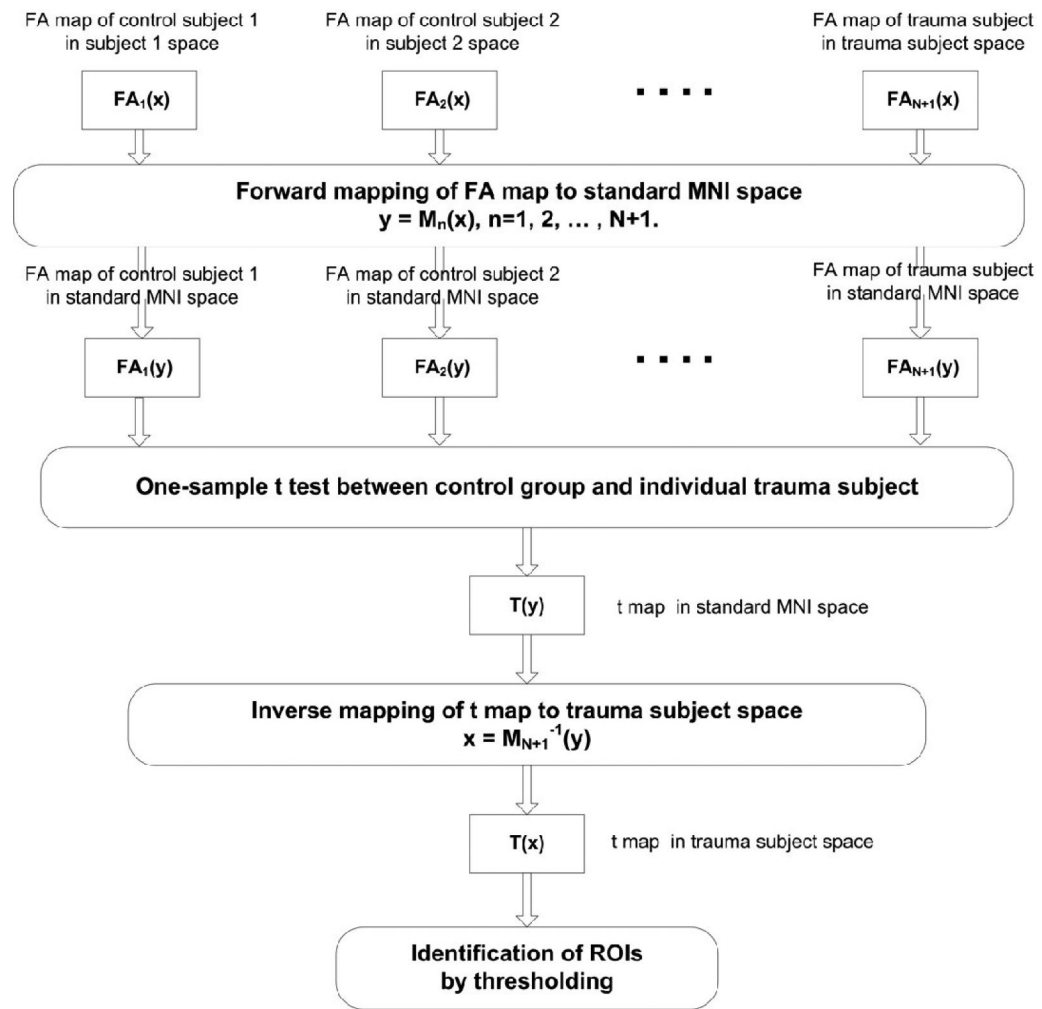 FA map of control subject 1
in subject 1 space
FA map of control subject 2
in subject 2 space
FA map of trauma subject
in trauma subject space
FA₁(x)
FA₂(x)
. . . .
FA_N+1(x)
Forward mapping of FA map to standard MNI space
y = Mₙ(x), n=1, 2, … , N+1.
FA map of control subject 1
in standard MNI space
FA map of control subject 2
in standard MNI space
FA map of trauma subject
in standard MNI space
FA₁(y)
FA₂(y)
. . . .
FA_N+1(y)
One-sample t test between control group and individual trauma subject
T(y)
t map in standard MNI space
Inverse mapping of t map to trauma subject space
x = M_N+1⁻¹(y)
T(x)
t map in trauma subject space
Identification of ROIs
by thresholding